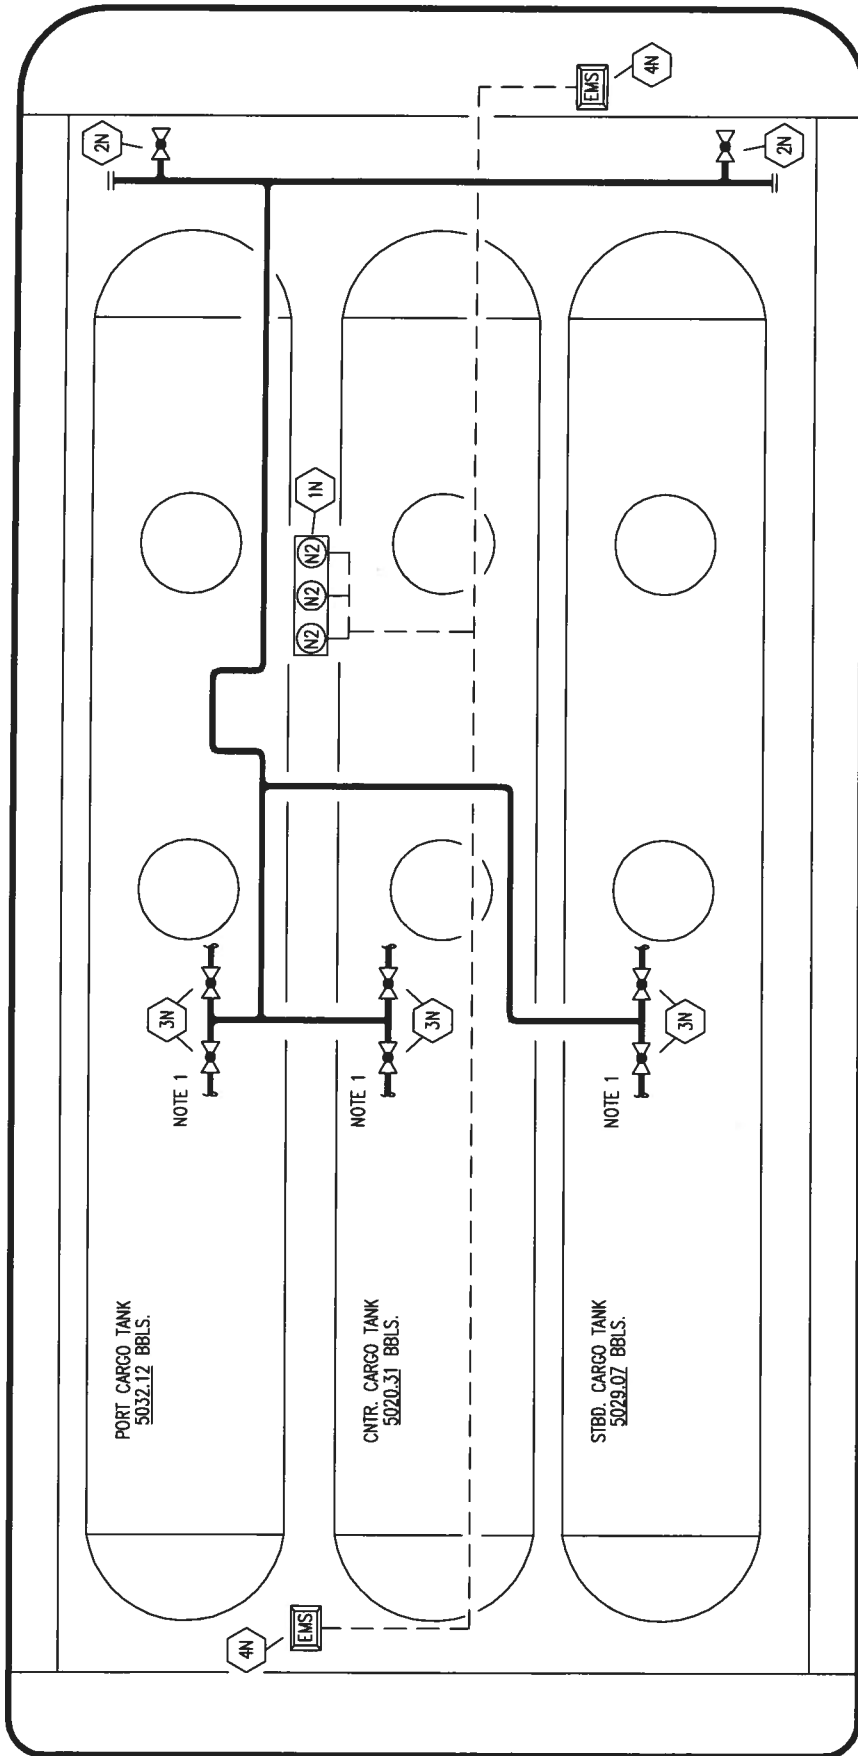 EMS
4N
2N
2N
1N
N2
N2
N2
3N
3N
3N
NOTE 1
NOTE 1
NOTE 1
PORT CARGO TANK
5032.12 BBLS.
CNTR. CARGO TANK
5020.31 BBLS.
STBD. CARGO TANK
5029.07 BBLS.
4N
EMS